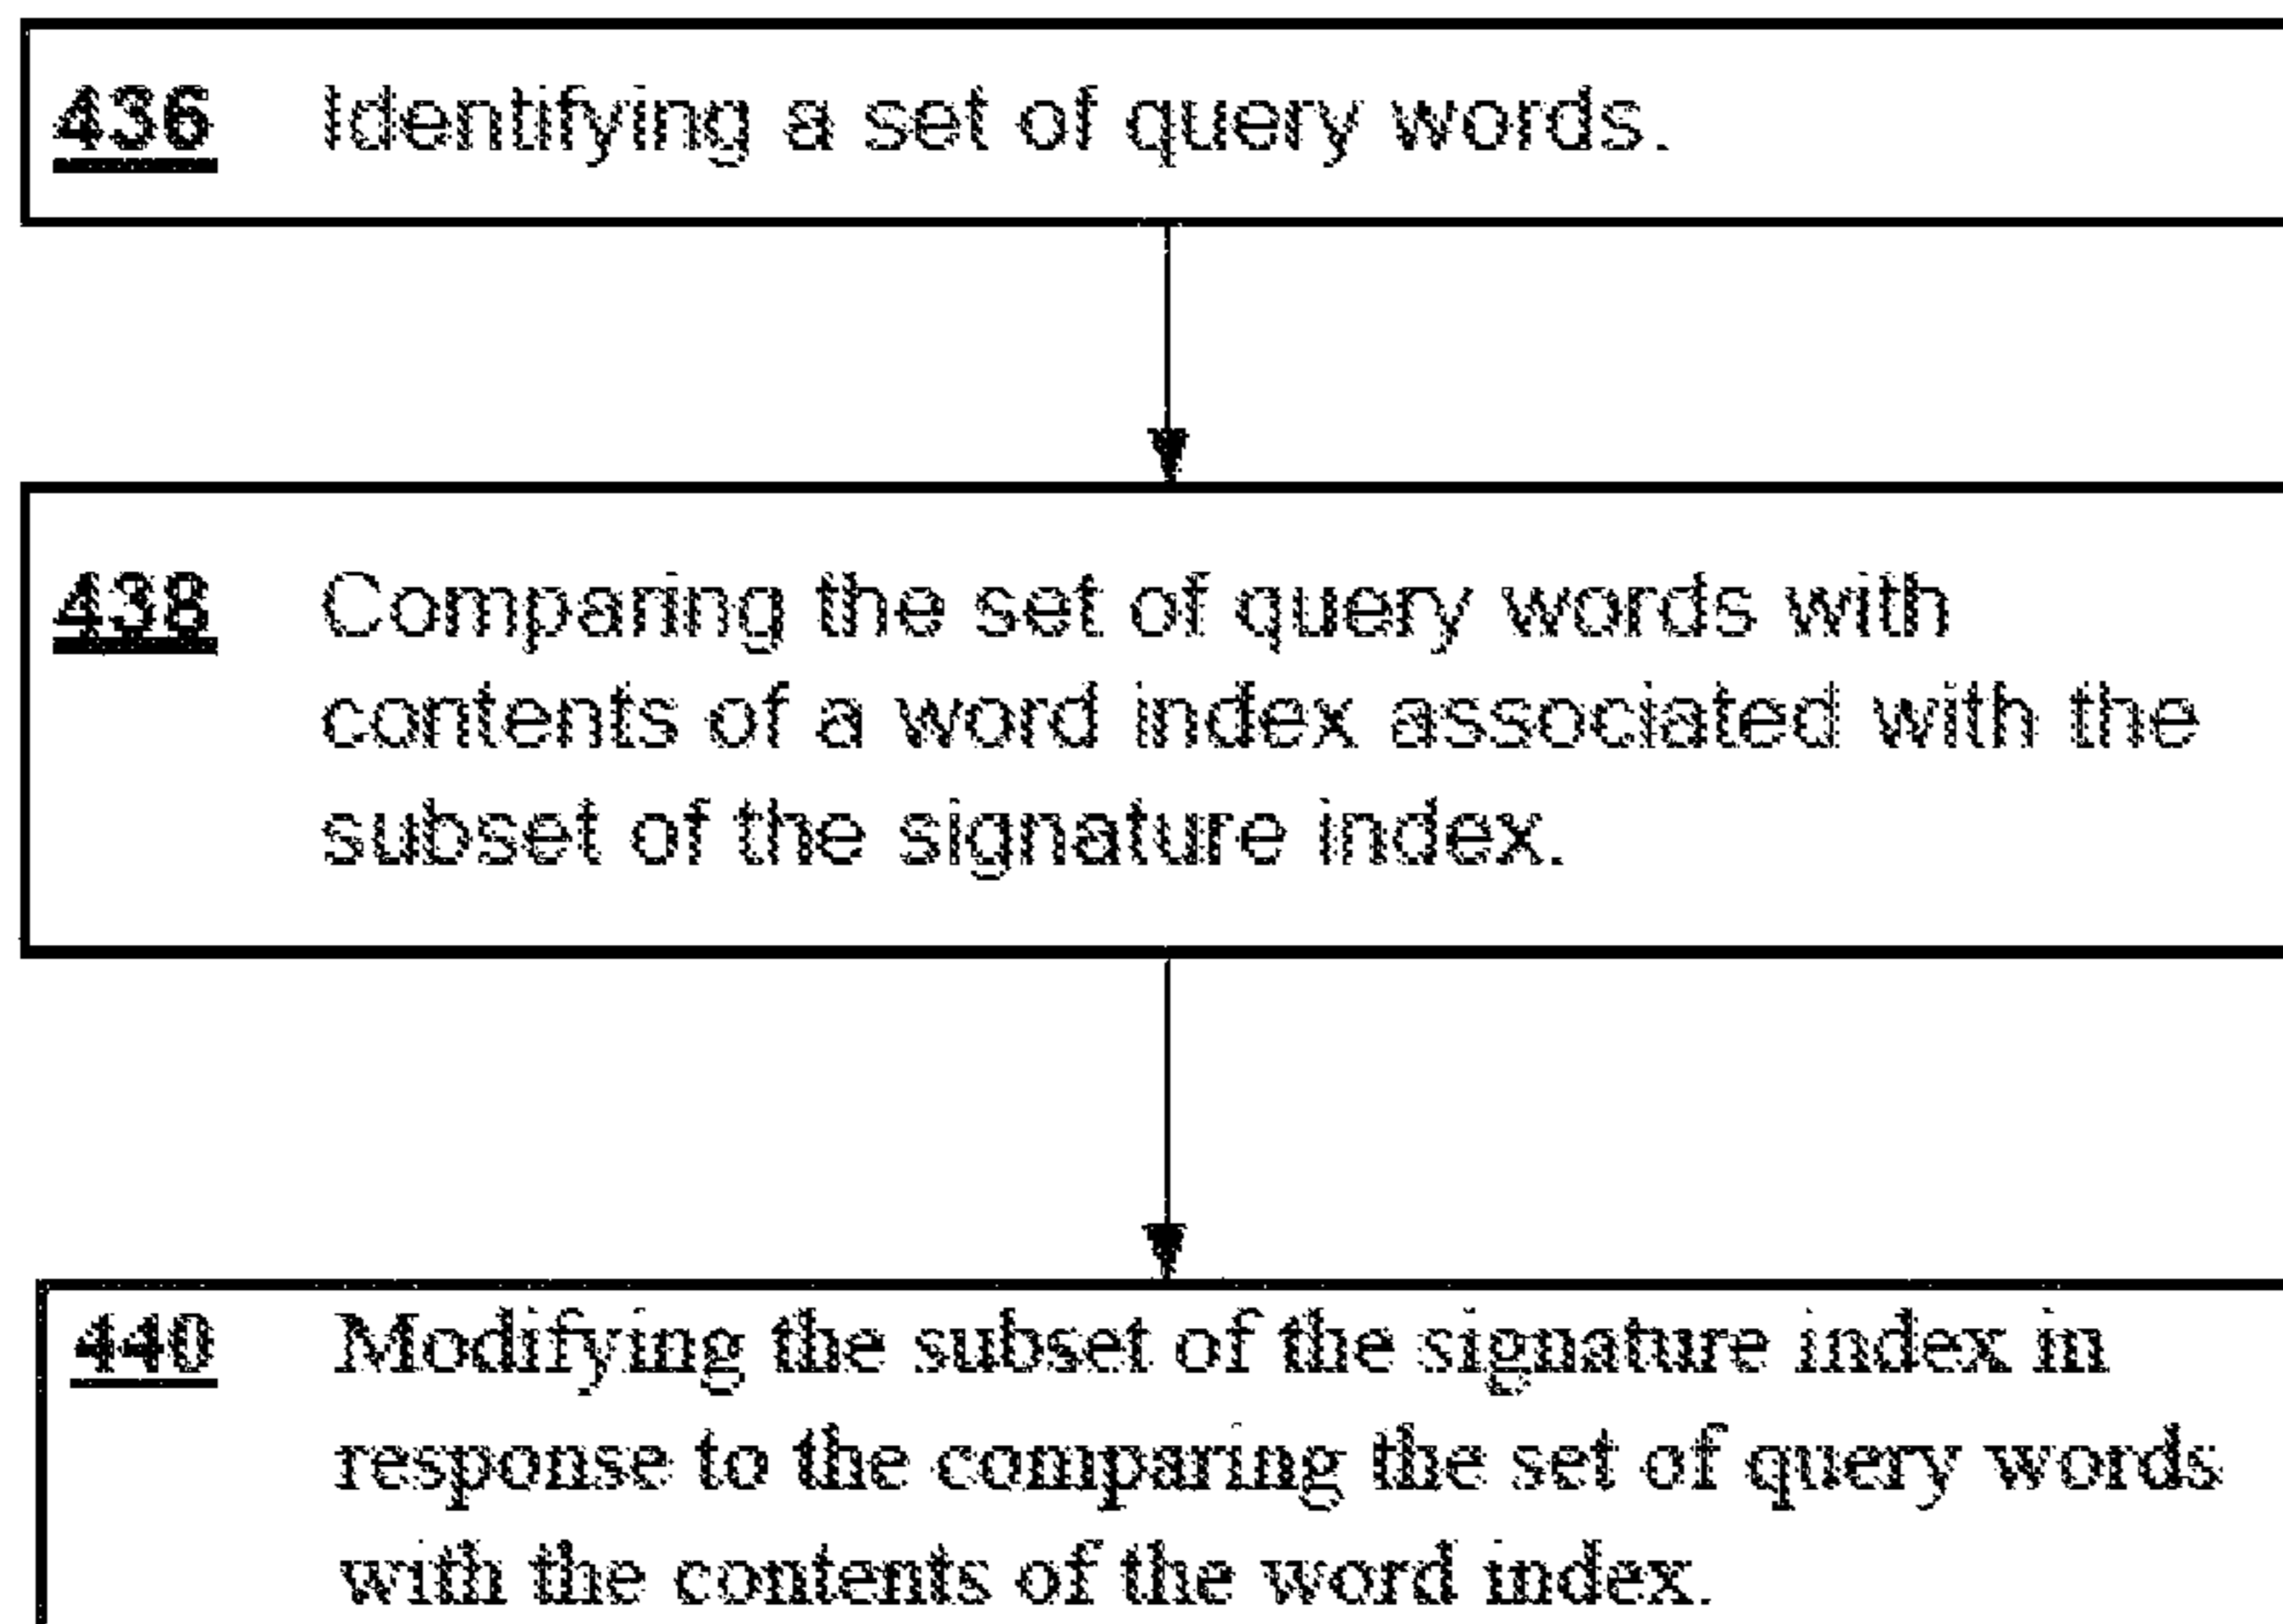 436 Identifying a set of query words.
438 Comparing the set of query words with
contents of a word index associated with the
subset of the signature index.
440 Modifying the subset of the signature index in
response to the comparing the set of query words
with the contents of the word index.